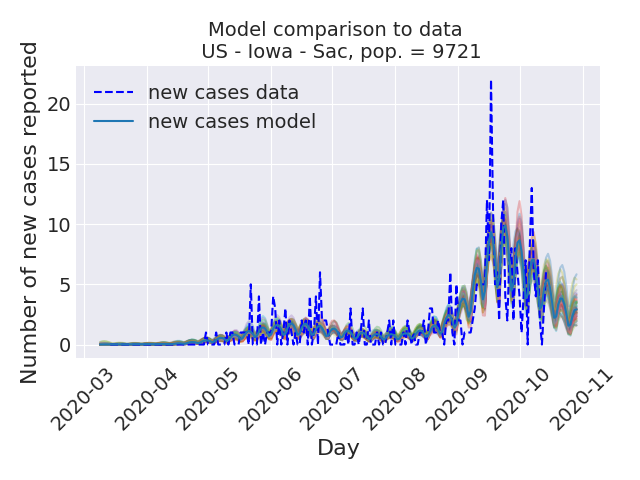 Model comparison to data
US - Iowa - Sac, pop. = 9721
Number of new cases reported
new cases data
new cases model
20
15
10
5
0
2020-03
2020-04
2020-05
2020-06
2020-07
2020-08
2020-09
2020-10
2020-11
Day